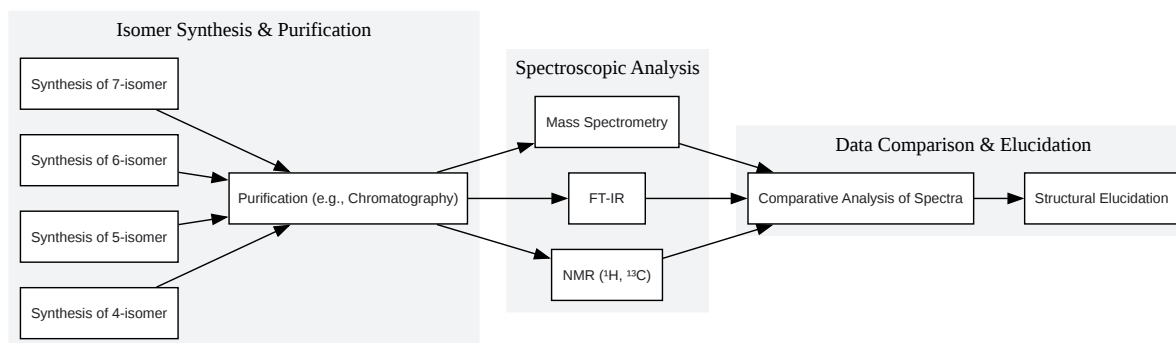 Isomer Synthesis & Purification
Synthesis of 7-isomer
Synthesis of 6-isomer
Synthesis of 5-isomer
Synthesis of 4-isomer
Purification (e.g., Chromatography)
Spectroscopic Analysis
Mass Spectrometry
FT-IR
NMR (¹H, ¹³C)
Data Comparison & Elucidation
Comparative Analysis of Spectra
Structural Elucidation